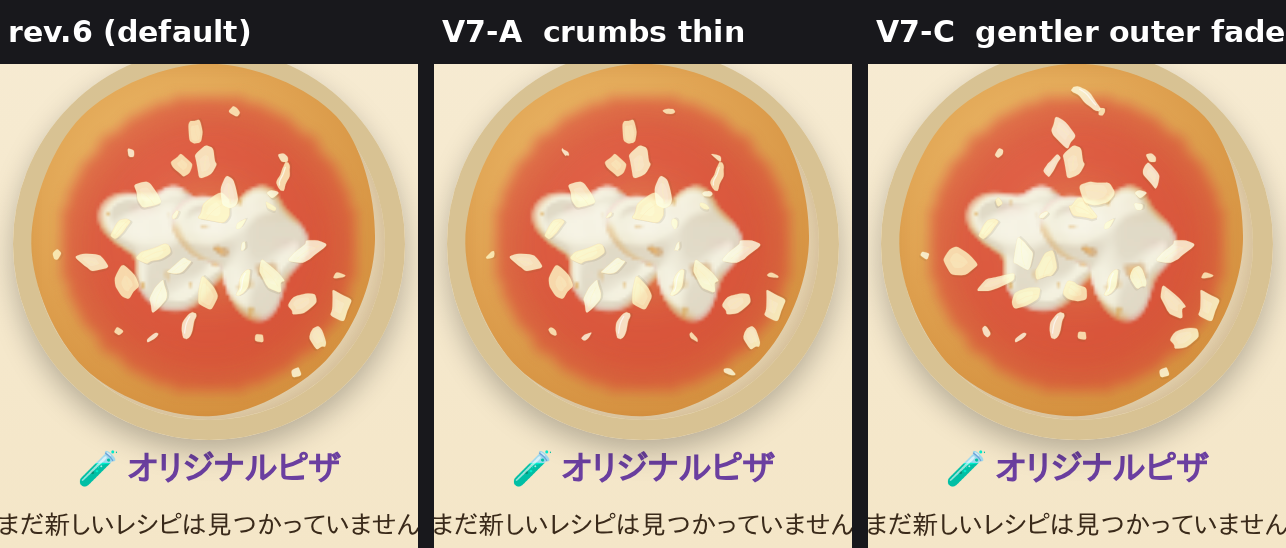 rev.6 (default)
V7-A crumbs thin
V7-C gentler outer fade
オリジナルピザ
オリジナルピザ
オリジナルピザ
まだ新しいレシピは見つかっていません
まだ新しいレシピは見つかっていません
まだ新しいレシピは見つかっていません